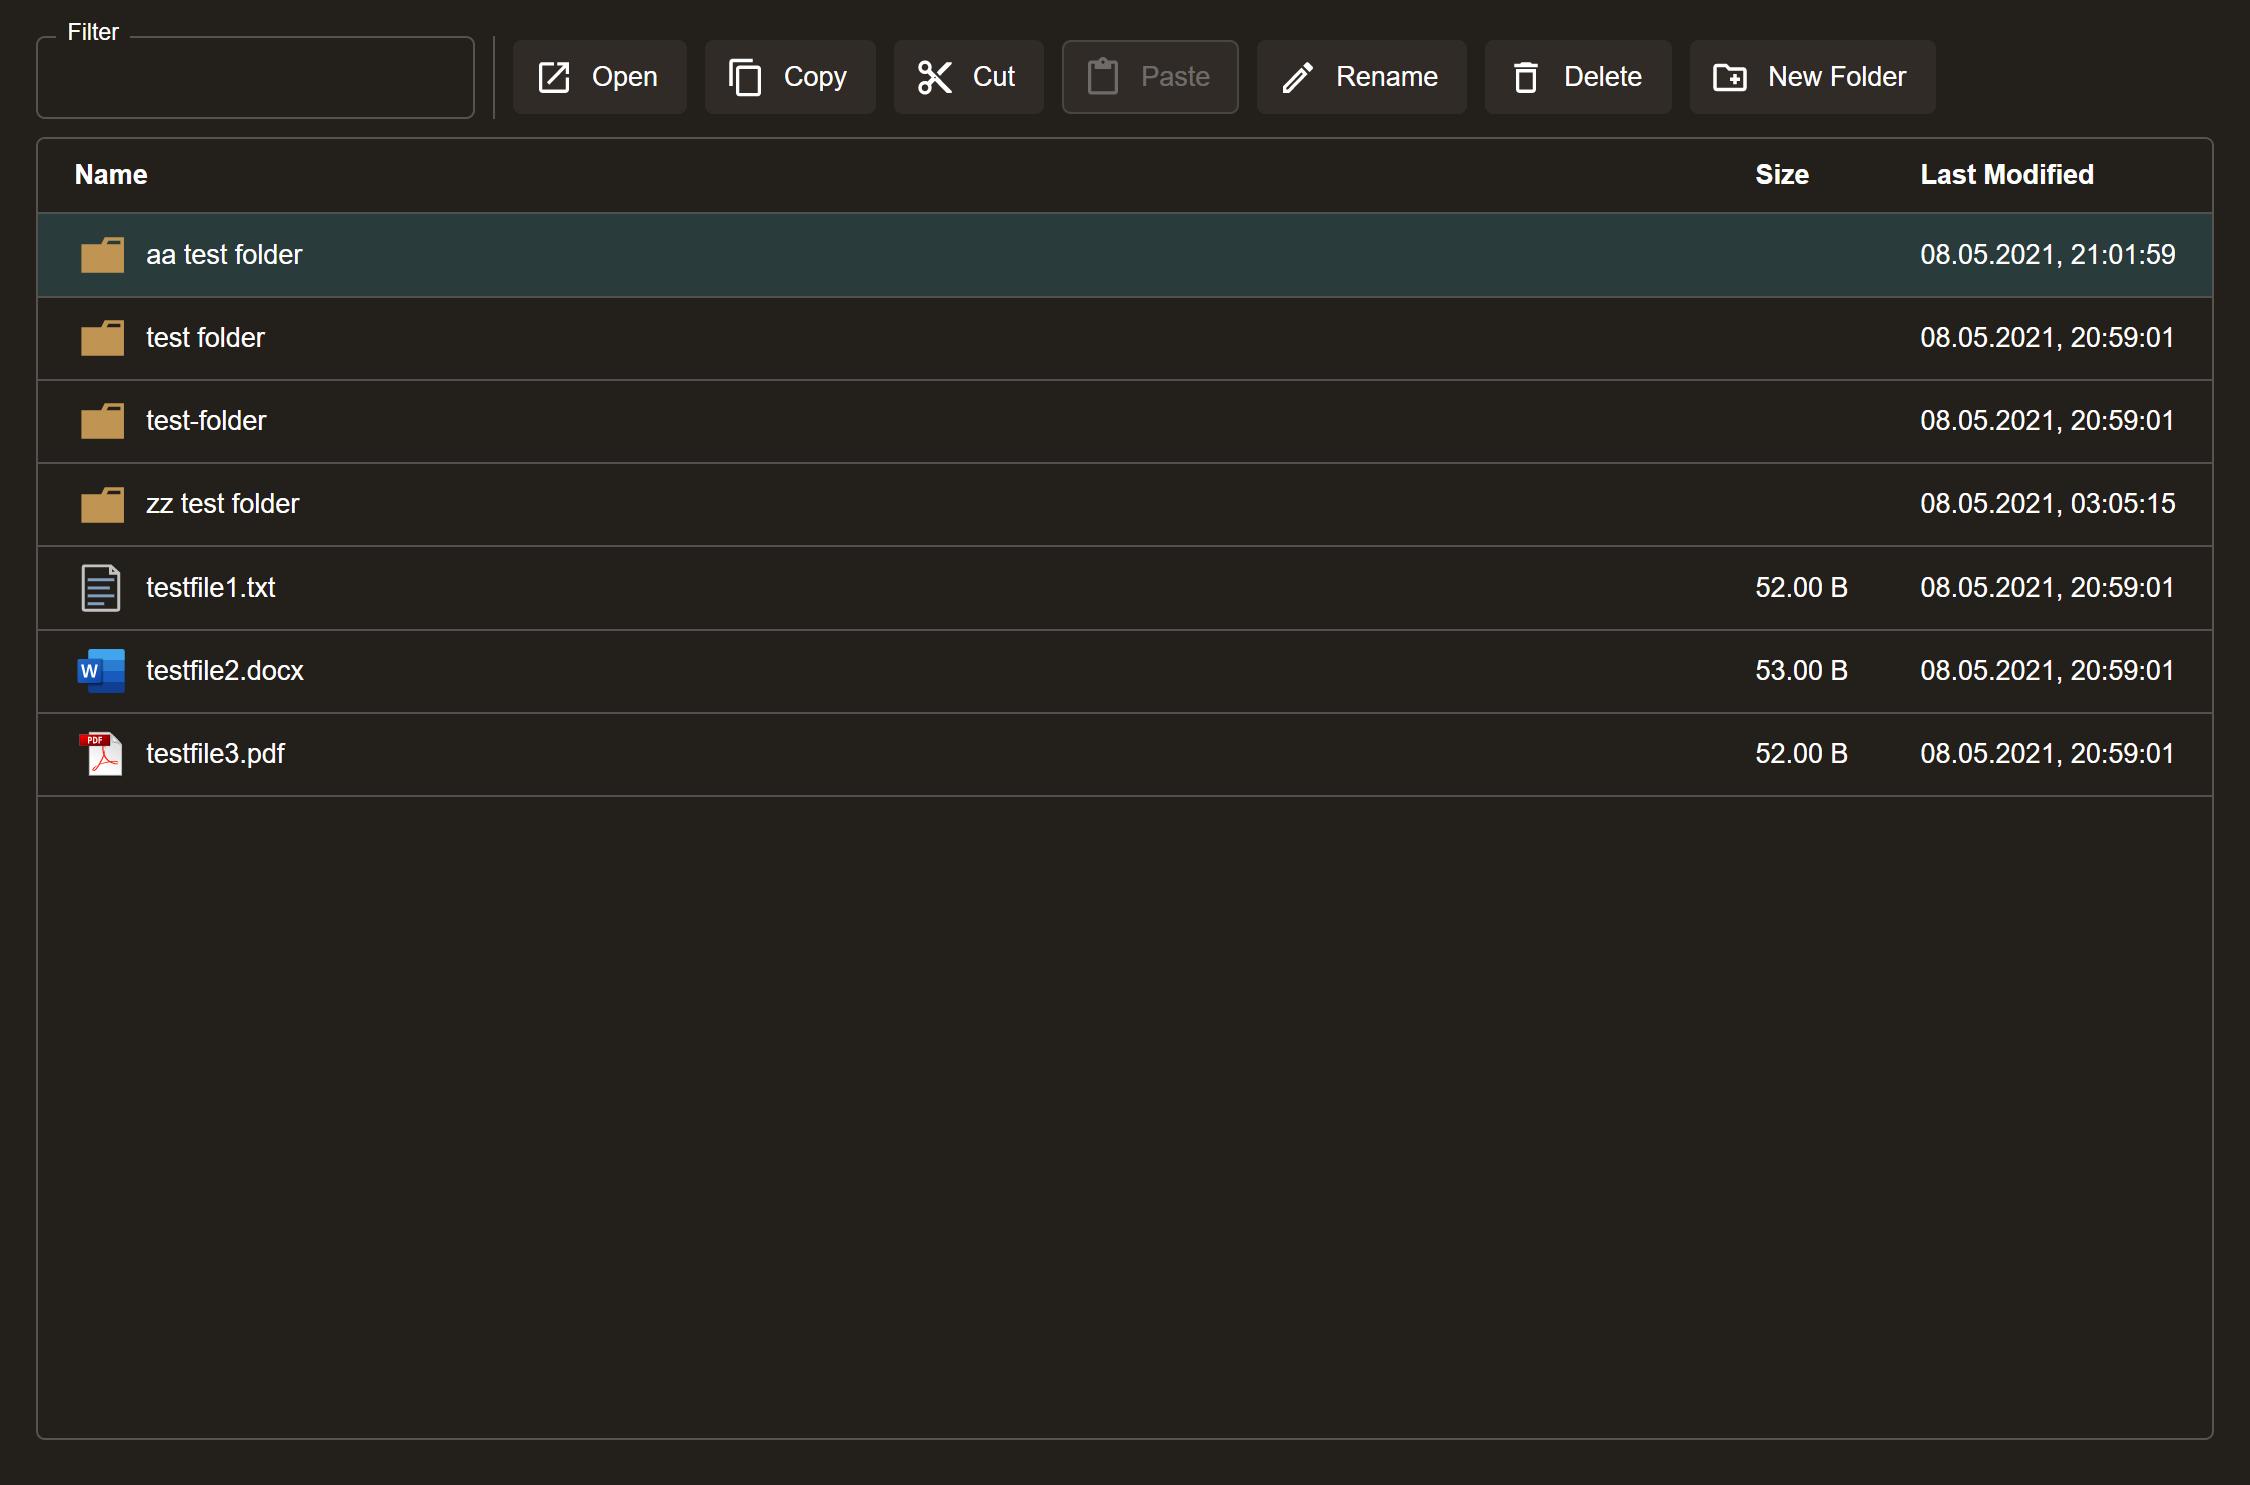 Filter
Open Copy Cut Paste Rename Delete New Folder
Name Size Last Modified
aa test folder 08.05.2021, 21:01:59
test folder 08.05.2021, 20:59:01
test-folder 08.05.2021, 20:59:01
zz test folder 08.05.2021, 03:05:15
testfile1.txt 52.00 B 08.05.2021, 20:59:01
W testfile2.docx 53.00 B 08.05.2021, 20:59:01
PDF testfile3.pdf 52.00 B 08.05.2021, 20:59:01